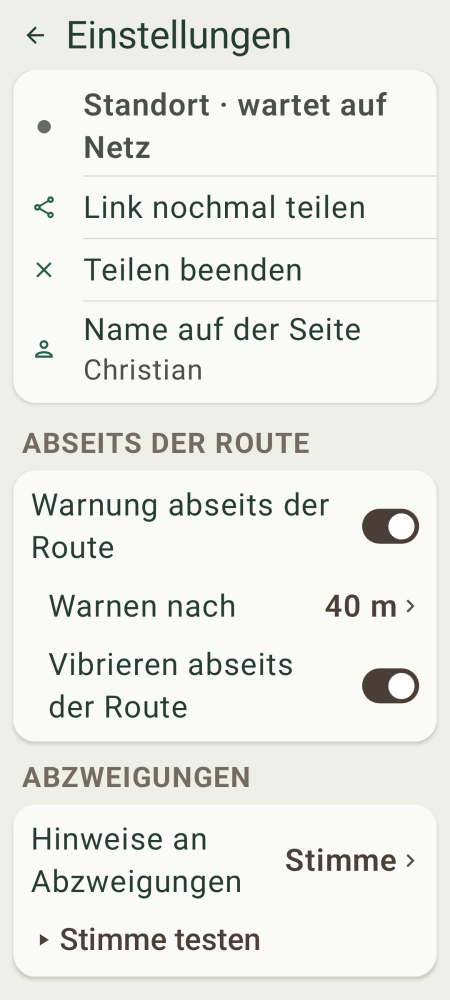 Einstellungen
Standort · wartet auf
Netz
Link nochmal teilen
Teilen beenden
Name auf der Seite
Christian
ABSEITS DER ROUTE
Warnung abseits der
Route
Warnen nach 40 m
Vibrieren abseits
der Route
ABZWEIGUNGEN
Hinweise an
Abzweigungen
Stimme
Stimme testen